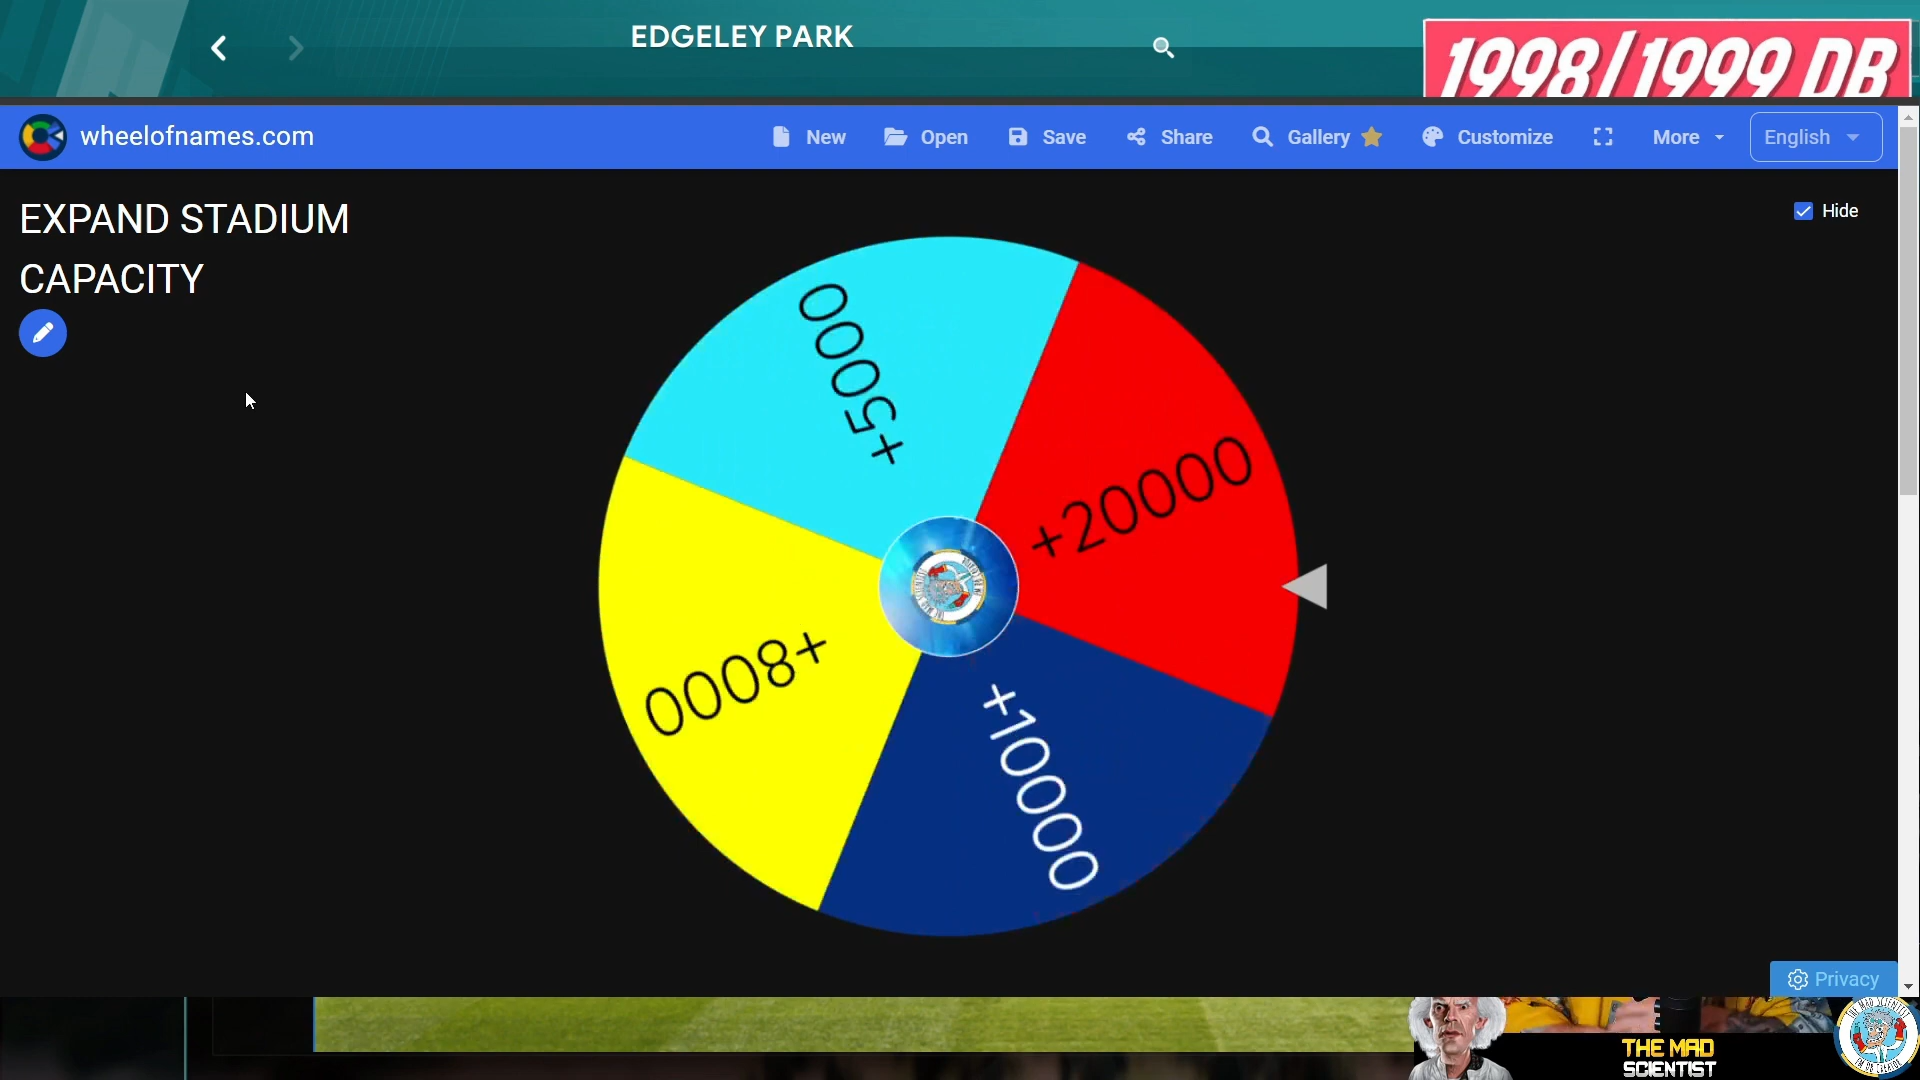 EDGELEY PARK
1998/1999 DB
wheelofnames.com
New
Open
Save
Share
Gallery
Customize
More
English
EXPAND STADIUM
CAPACITY
Hide
+5000
+20000
+8000
+10000
Privacy
THE MAD
SCIENTIST